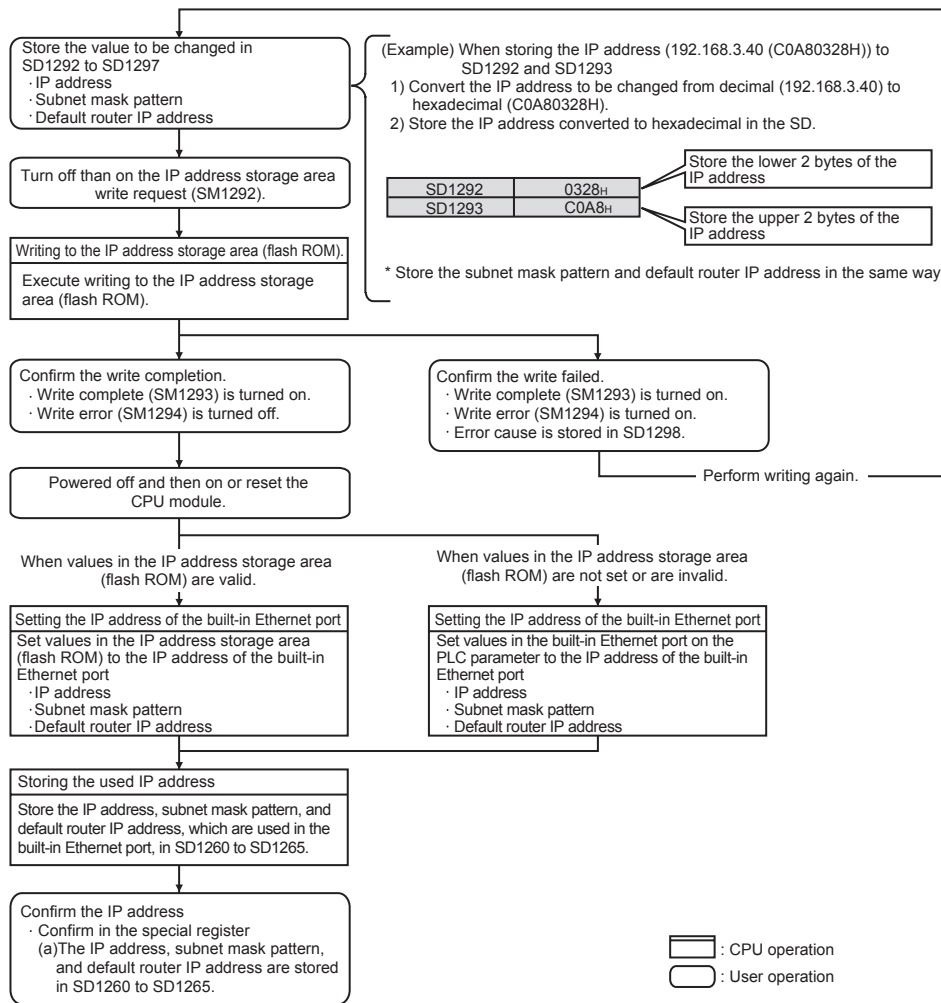 Store the value to be changed in
SD1292 to SD1297
· IP address
· Subnet mask pattern
· Default router IP address
(Example) When storing the IP address (192.168.3.40 (C0A80328H)) to
SD1292 and SD1293
1) Convert the IP address to be changed from decimal (192.168.3.40) to
hexadecimal (C0A80328H).
2) Store the IP address converted to hexadecimal in the SD.
SD1292 0328H
SD1293 C0A8H
Store the lower 2 bytes of the
IP address
Store the upper 2 bytes of the
IP address
* Store the subnet mask pattern and default router IP address in the same way
Turn off than on the IP address storage area
write request (SM1292).
Writing to the IP address storage area (flash ROM).
Execute writing to the IP address storage
area (flash ROM).
Confirm the write completion.
· Write complete (SM1293) is turned on.
· Write error (SM1294) is turned off.
Confirm the write failed.
· Write complete (SM1293) is turned on.
· Write error (SM1294) is turned on.
· Error cause is stored in SD1298.
Perform writing again.
Powered off and then on or reset the
CPU module.
When values in the IP address storage area
(flash ROM) are valid.
When values in the IP address storage area
(flash ROM) are not set or are invalid.
Setting the IP address of the built-in Ethernet port
Set values in the IP address storage area
(flash ROM) to the IP address of the built-in
Ethernet port
· IP address
· Subnet mask pattern
· Default router IP address
Setting the IP address of the built-in Ethernet port
Set values in the built-in Ethernet port on the
PLC parameter to the IP address of the built-in
Ethernet port
· IP address
· Subnet mask pattern
· Default router IP address
Storing the used IP address
Store the IP address, subnet mask pattern, and
default router IP address, which are used in the
built-in Ethernet port, in SD1260 to SD1265.
Confirm the IP address
· Confirm in the special register
(a)The IP address, subnet mask pattern,
and default router IP address are stored
in SD1260 to SD1265.
: CPU operation
: User operation